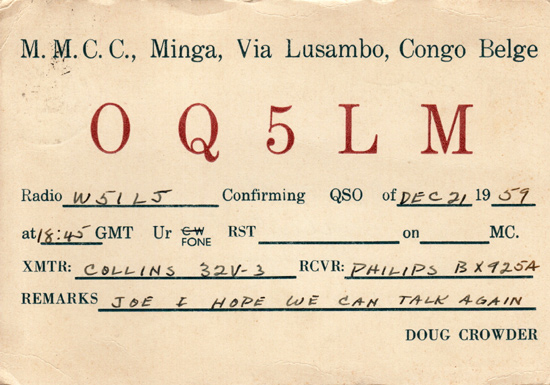 M. M. C. C., Minga, Via Lusambo, Congo Belge
OQ5LM
Radio W5ILJ Confirming QSO of DEC 21 1959
at 18:45 GMT Ur CW FONE RST on MC.
XMTR: COLLINS 32V-3 RCVR: PHILIPS BX925A
REMARKS JOE I HOPE WE CAN TALK AGAIN
DOUG CROWDER